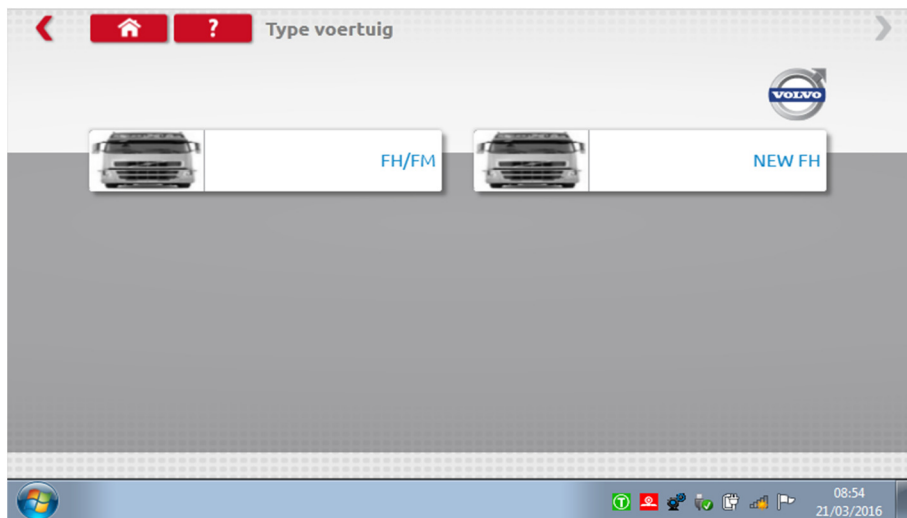 ? Type voertuig
VOLVO
FH/FM
NEW FH
08:54
21/03/2016